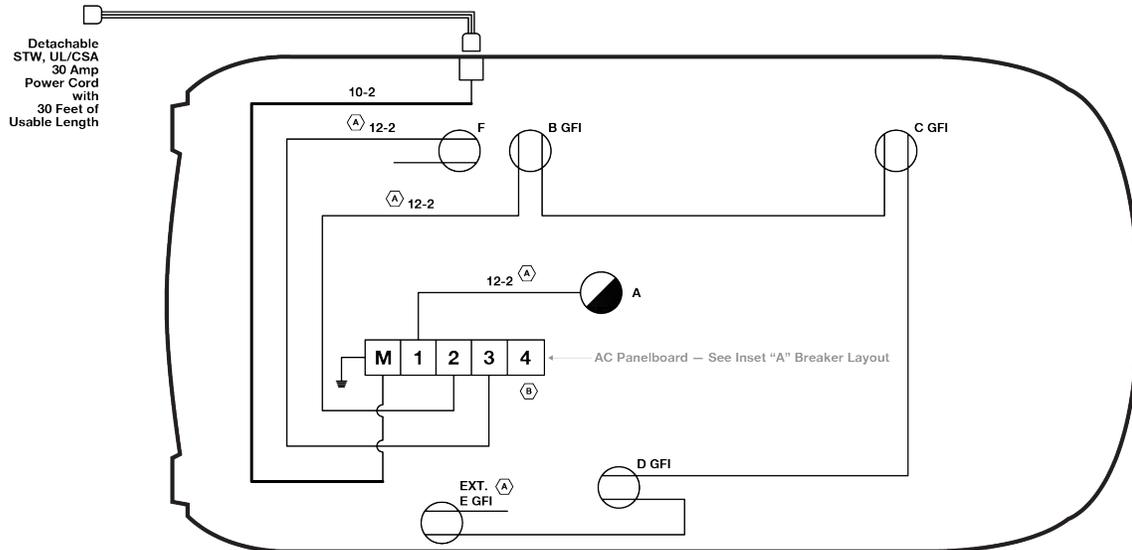 Detachable
STW, UL/CSA
30 Amp
Power Cord
with
30 Feet of
Usable Length
10-2
A 12-2
F
B GFI
C GFI
A 12-2
12-2 A
A
M 1 2 3 4
AC Panelboard — See Inset “A” Breaker Layout
B
D GFI
EXT. A
E GFI